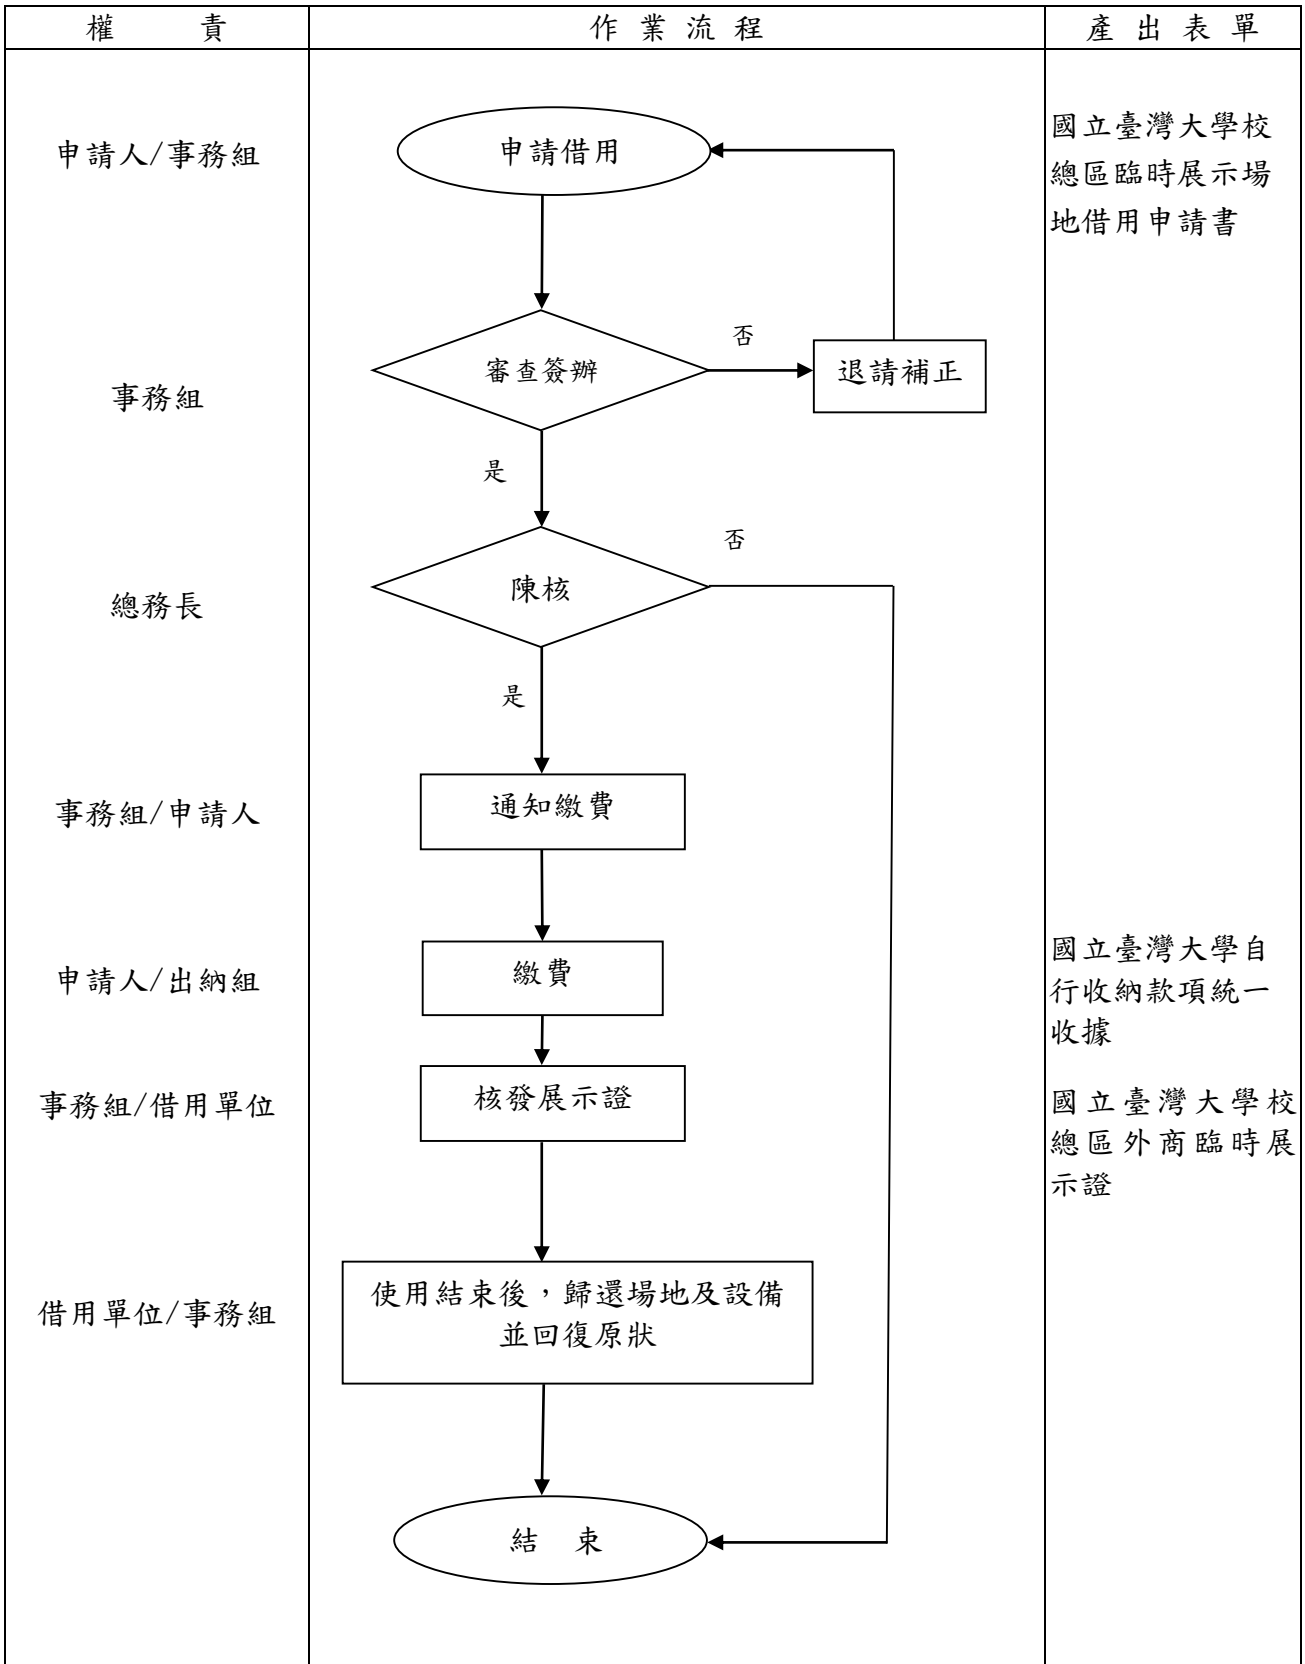 權 責
作 業 流 程
產 出 表 單
申請人/事務組
申請借用
國立臺灣大學校
總區臨時展示場
地借用申請書
事務組
審查簽辦
否
退請補正
是
總務長
陳核
否
是
事務組/申請人
通知繳費
申請人/出納組
繳費
國立臺灣大學自
行收納款項統一
收據
事務組/借用單位
核發展示證
國立臺灣大學校
總區外商臨時展
示證
借用單位/事務組
使用結束後，歸還場地及設備
並回復原狀
結 束